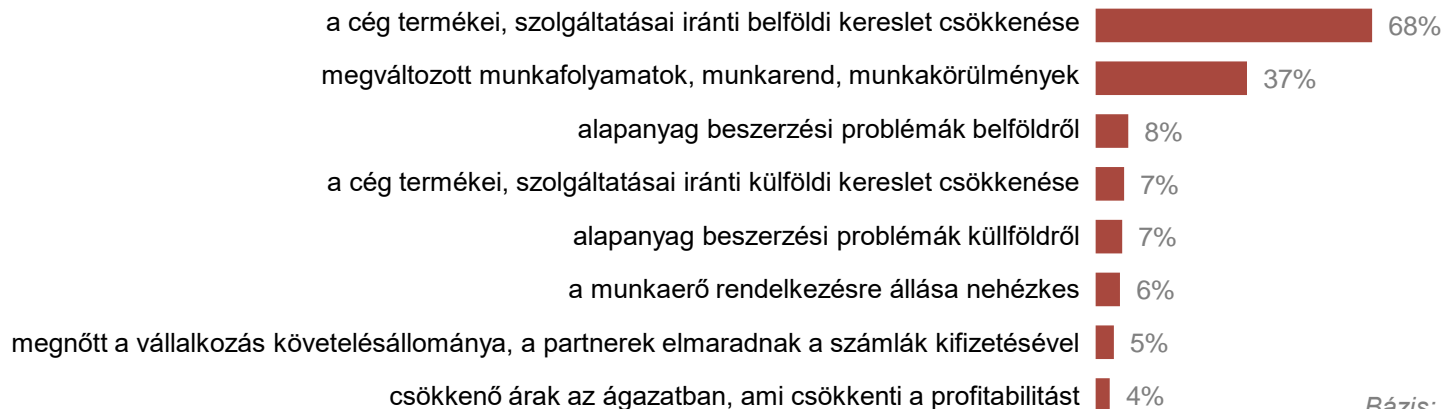 a cég termékei, szolgáltatásai iránti belföldi kereslet csökkenése 68%
megváltozott munkafolyamatok, munkarend, munkakörülmények 37%
alapanyag beszerzési problémák belföldről 8%
a cég termékei, szolgáltatásai iránti külföldi kereslet csökkenése 7%
alapanyag beszerzési problémák küllföldről 7%
a munkaerő rendelkezésre állása nehézkes 6%
megnőtt a vállalkozás követelésállománya, a partnerek elmaradnak a számlák kifizetésével 5%
csökkenő árak az ágazatban, ami csökkenti a profitabilitást 4%
Bázis: